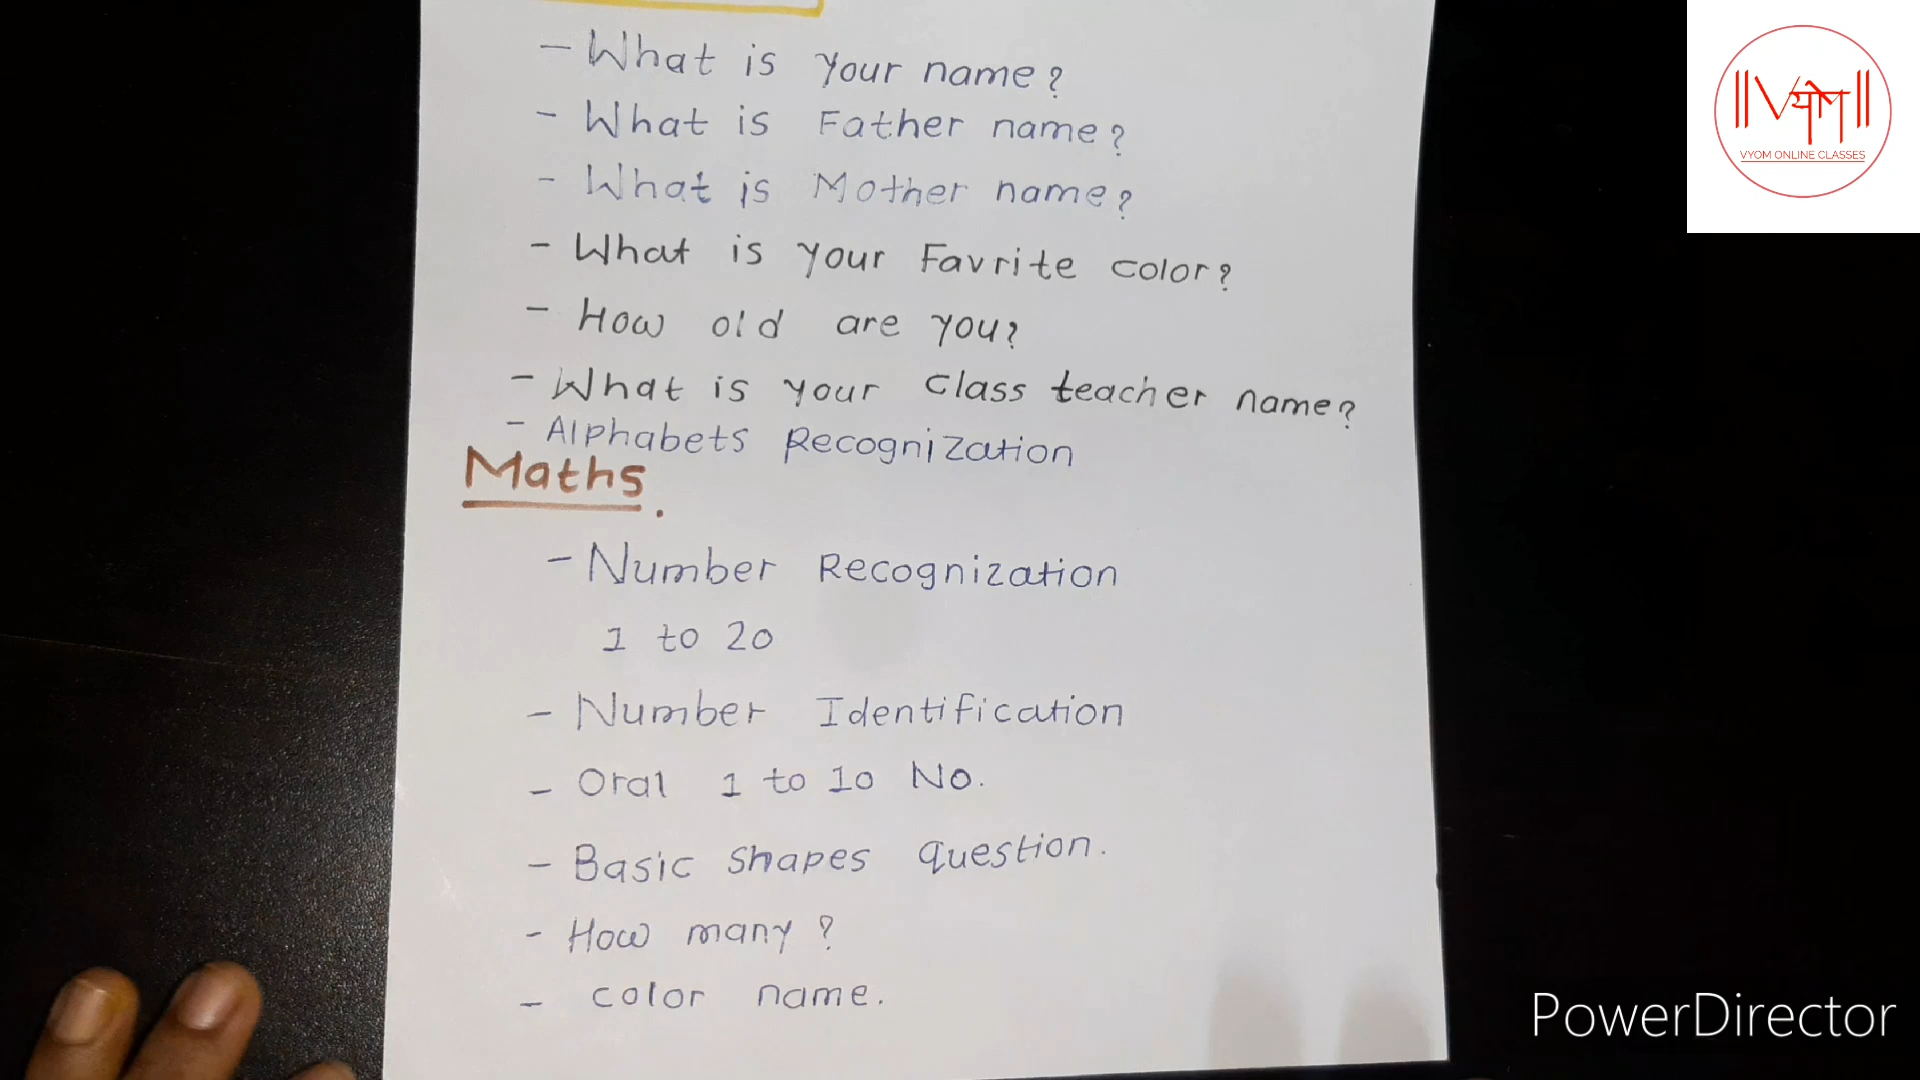 - What is your name?
- What is Father name?
- What is Mother name?
- What is your Favrite color?
- How old are you?
- What is your class teacher name?
- Alphabets Recognization
Maths.
- Number Recognization
1 to 20
- Number Identification
- Oral 1 to 10 No.
- Basic shapes question.
- How many?
- color name.
||Vयोम||
VYOM ONLINE CLASSES
PowerDirector